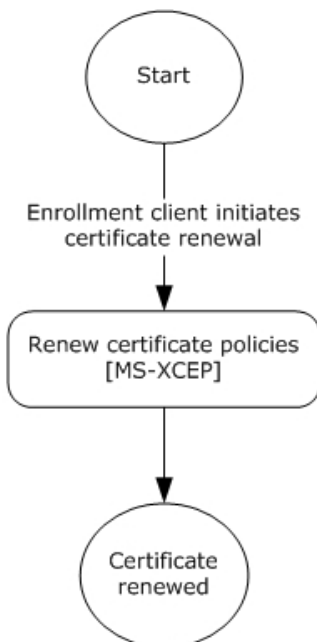 Start
Enrollment client initiates
certificate renewal
Renew certificate policies
[MS-XCEP]
Certificate
renewed